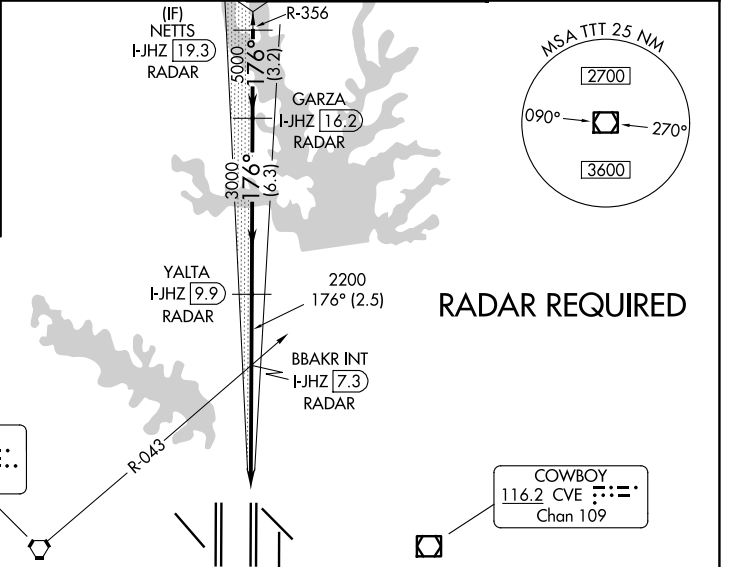 (IF)
NETTS
I-JHZ 19.3
RADAR
R-356
5000
176°
(3.2)
GARZA
I-JHZ 16.2
RADAR
3000
176°
(6.3)
YALTA
I-JHZ 9.9
RADAR
2200
176° (2.5)
BBAKR INT
I-JHZ 7.3
RADAR
R-043
MSA TTT 25 NM
2700
090°
270°
3600
RADAR REQUIRED
COWBOY
116.2 CVE
Chan 109